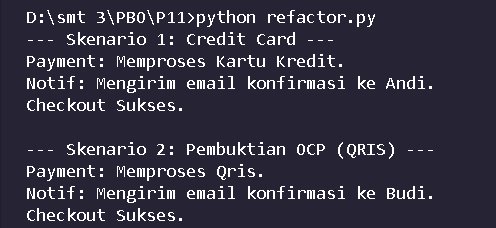 D:\smt 3\PBO\P11>python refactor.py
--- Skenario 1: Credit Card ---
Payment: Memproses Kartu Kredit.
Notif: Mengirim email konfirmasi ke Andi.
Checkout Sukses.

--- Skenario 2: Pembuktian OCP (QRIS) ---
Payment: Memproses Qris.
Notif: Mengirim email konfirmasi ke Budi.
Checkout Sukses.